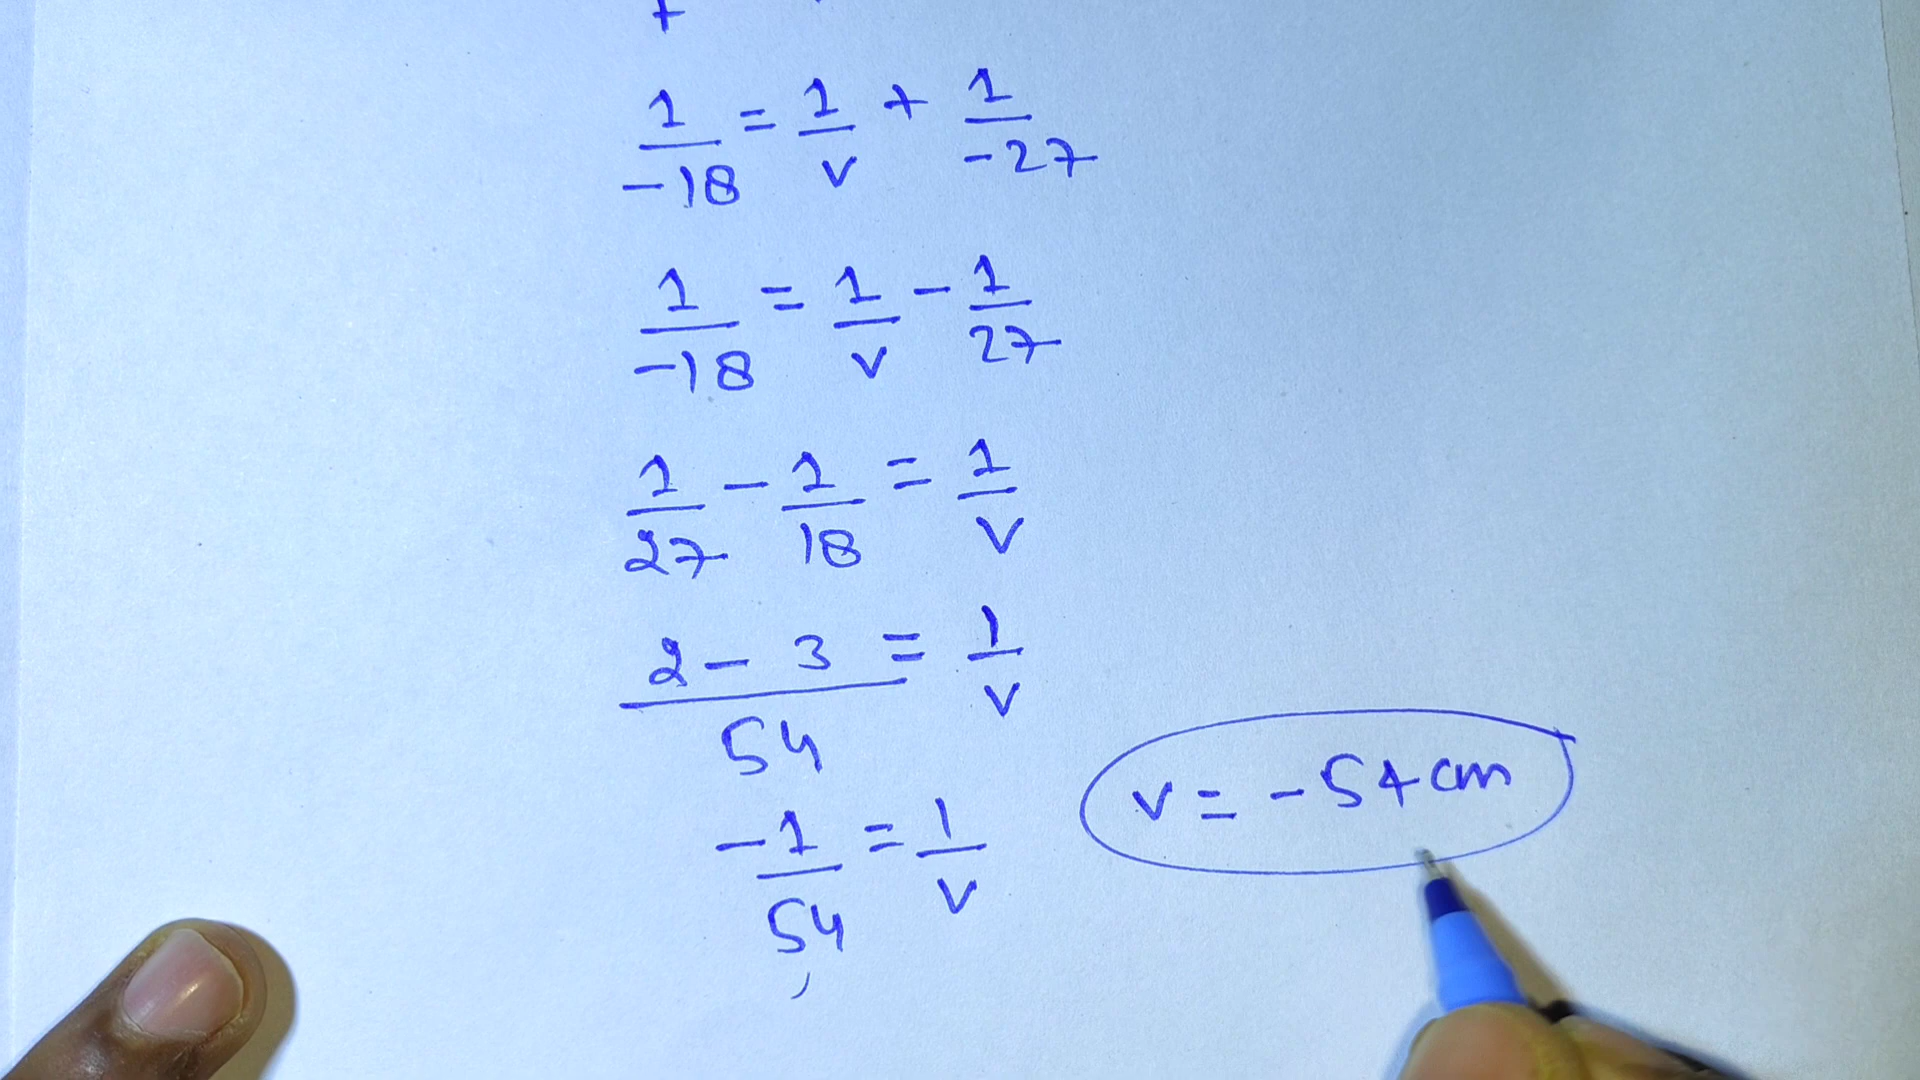 1/-18 = 1/v + 1/-27
1/-18 = 1/v - 1/27
1/27 - 1/18 = 1/v
2 - 3/54 = 1/v
-1/54 = 1/v
v = -54 cm